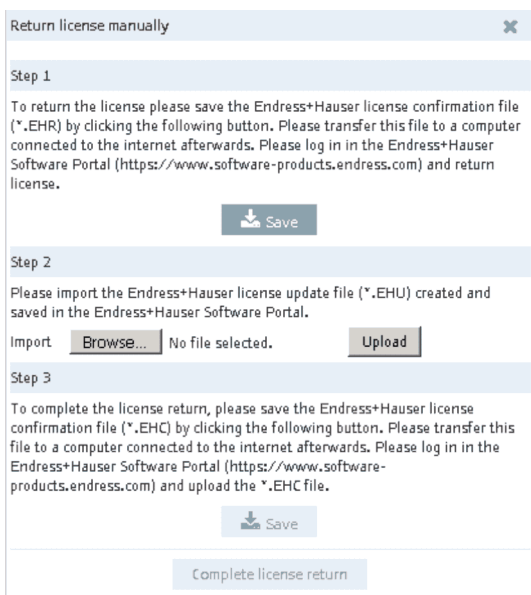 Return license manually
Step 1
To return the license please save the Endress+Hauser license confirmation file
(*.EHR) by clicking the following button. Please transfer this file to a computer
connected to the internet afterwards. Please log in in the Endress+Hauser
Software Portal (https://www.software-products.endress.com) and return
license.
Save
Step 2
Please import the Endress+Hauser license update file (*.EHU) created and
saved in the Endress+Hauser Software Portal.
Import Browse... No file selected. Upload
Step 3
To complete the license return, please save the Endress+Hauser license
confirmation file (*.EHC) by clicking the following button. Please transfer this
file to a computer connected to the internet afterwards. Please log in in the
Endress+Hauser Software Portal (https://www.software-
products.endress.com) and upload the *.EHC file.
Save
Complete license return